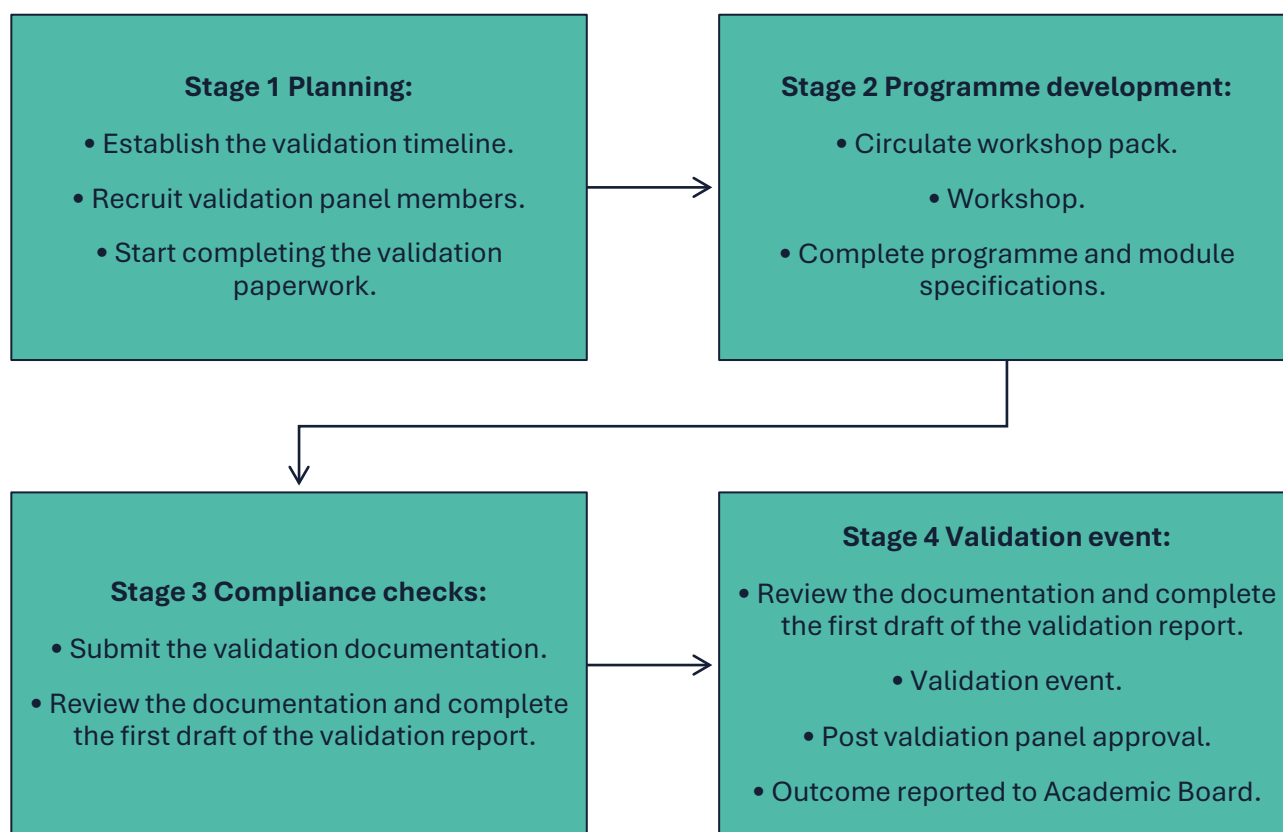 Stage 1 Planning:
• Establish the validation timeline.
• Recruit validation panel members.
• Start completing the validation
paperwork.
Stage 2 Programme development:
• Circulate workshop pack.
• Workshop.
• Complete programme and module
specifications.
Stage 3 Compliance checks:
• Submit the validation documentation.
• Review the documentation and complete
the first draft of the validation report.
Stage 4 Validation event:
• Review the documentation and complete
the first draft of the validation report.
• Validation event.
• Post valdiation panel approval.
• Outcome reported to Academic Board.